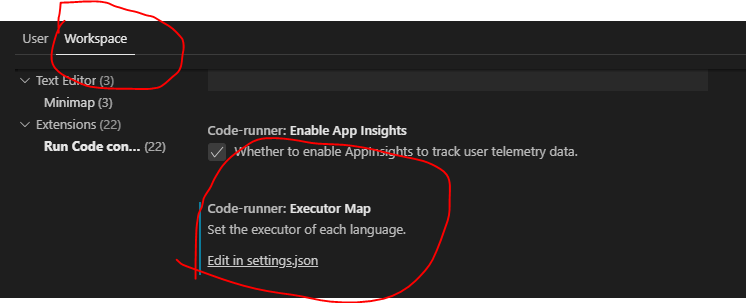 User Workspace
Text Editor (3)
Minimap (3)
Extensions (22)
Run Code con... (22)
Code-runner: Enable App Insights
Whether to enable AppInsights to track user telemetry data.
Code-runner: Executor Map
Set the executor of each language.
Edit in settings.json